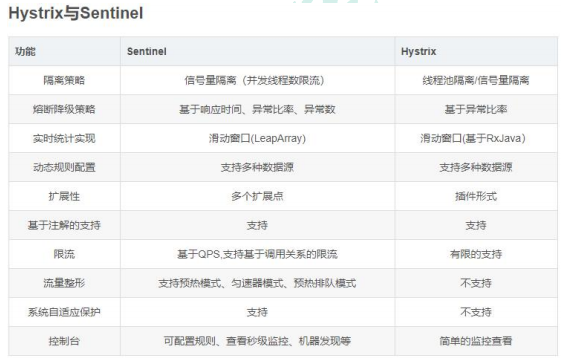 Hystrix与Sentinel
功能 Sentinel Hystrix
隔离策略 信号量隔离（并发线程数限流） 线程池隔离/信号量隔离
熔断降级策略 基于响应时间、异常比率、异常数 基于异常比率
实时统计实现 滑动窗口(LeapArray) 滑动窗口(基于RxJava）
动态规则配置 支持多种数据源 支持多种数据源
扩展性 多个扩展点 插件形式
基于注解的支持 支持 支持
限流 基于QPS,支持基于调用关系的限流 有限的支持
流量整形 支持预热模式、匀速器模式、预热排队模式 不支持
系统自适应保护 支持 不支持
控制台 可配置规则、查看秒级监控、机器发现等 简单的监控查看